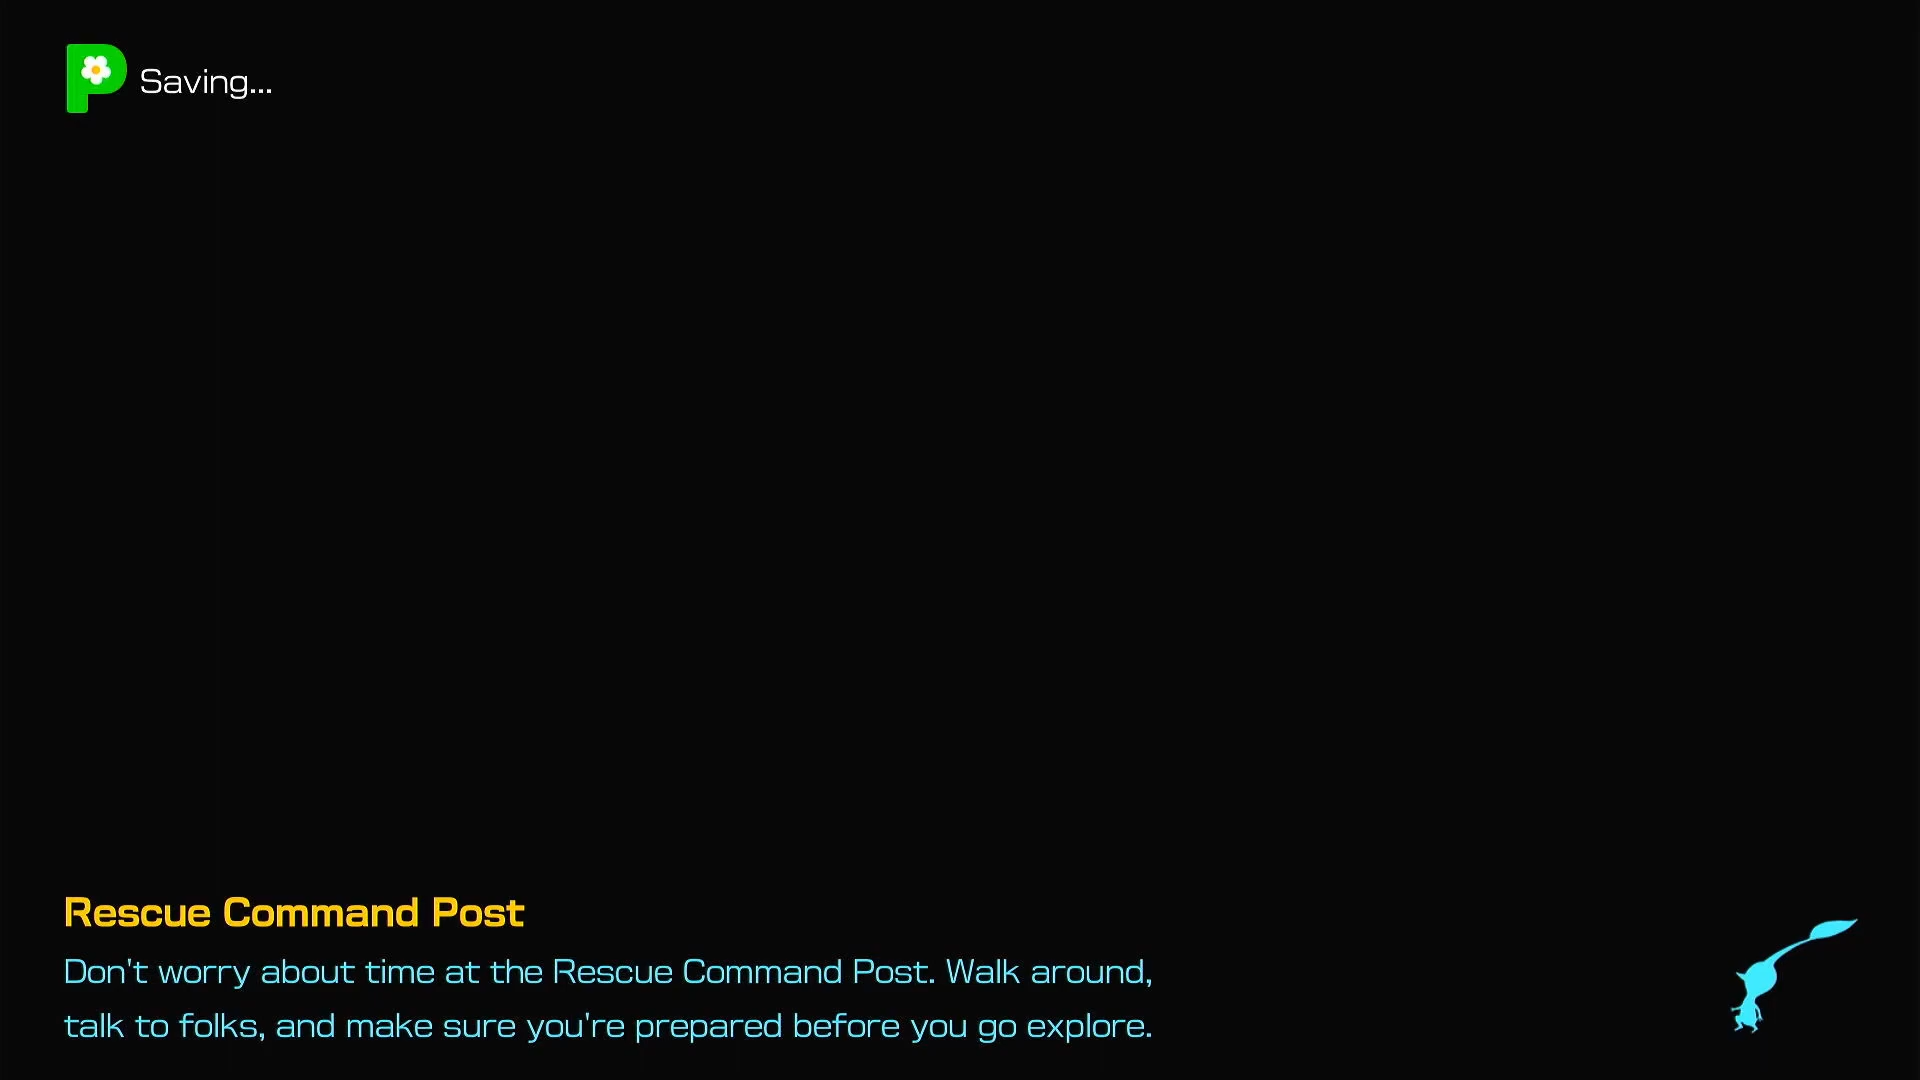 P Saving...
Rescue Command Post
Don't worry about time at the Rescue Command Post. Walk around,
talk to folks, and make sure you're prepared before you go explore.